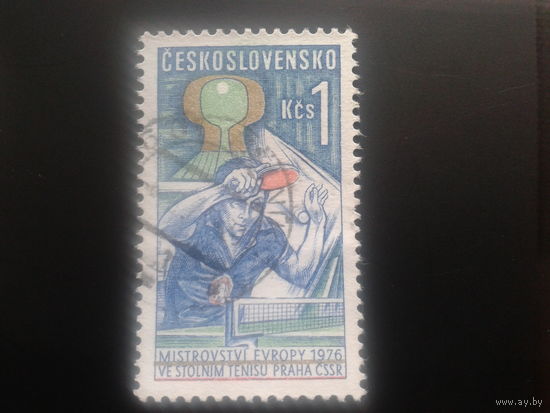 ČESKOSLOVENSKO
Kčs 1
MISTROVSTVÍ EVROPY 1976
VE STOLNÍM TENISU PRAHA ČSSR
www.ay.by